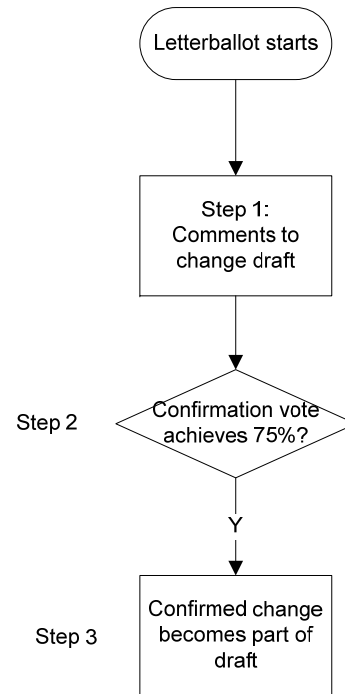 Letterballot starts
Step 1:
Comments to
change draft
Step 2
Confirmation vote
achieves 75%?
Y
Step 3
Confirmed change
becomes part of
draft